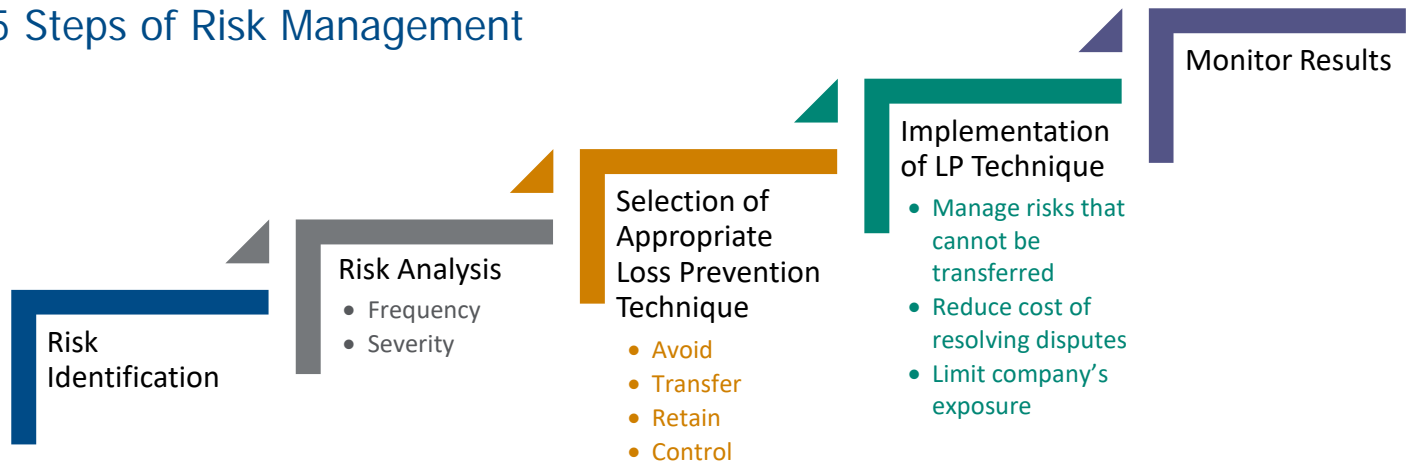 5 Steps of Risk Management
Risk
Identification
Risk Analysis
• Frequency
• Severity
Selection of
Appropriate
Loss Prevention
Technique
• Avoid
• Transfer
• Retain
• Control
Implementation
of LP Technique
• Manage risks that
cannot be
transferred
• Reduce cost of
resolving disputes
• Limit company's
exposure
Monitor Results